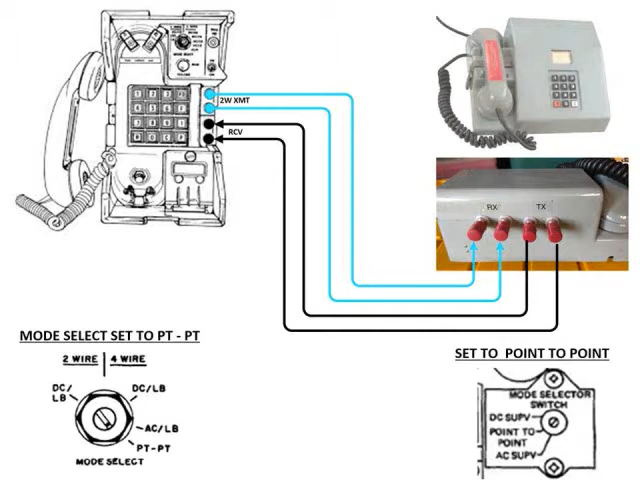 2W XMT
RCV
RX
TX
MODE SELECT SET TO PT - PT
2 WIRE
4 WIRE
DC/
LB
DC/LB
AC/LB
PT-PT
MODE SELECT
SET TO POINT TO POINT
MODE SELECTOR
SWITCH
DC SUPV
POINT TO
POINT
AC SUPV